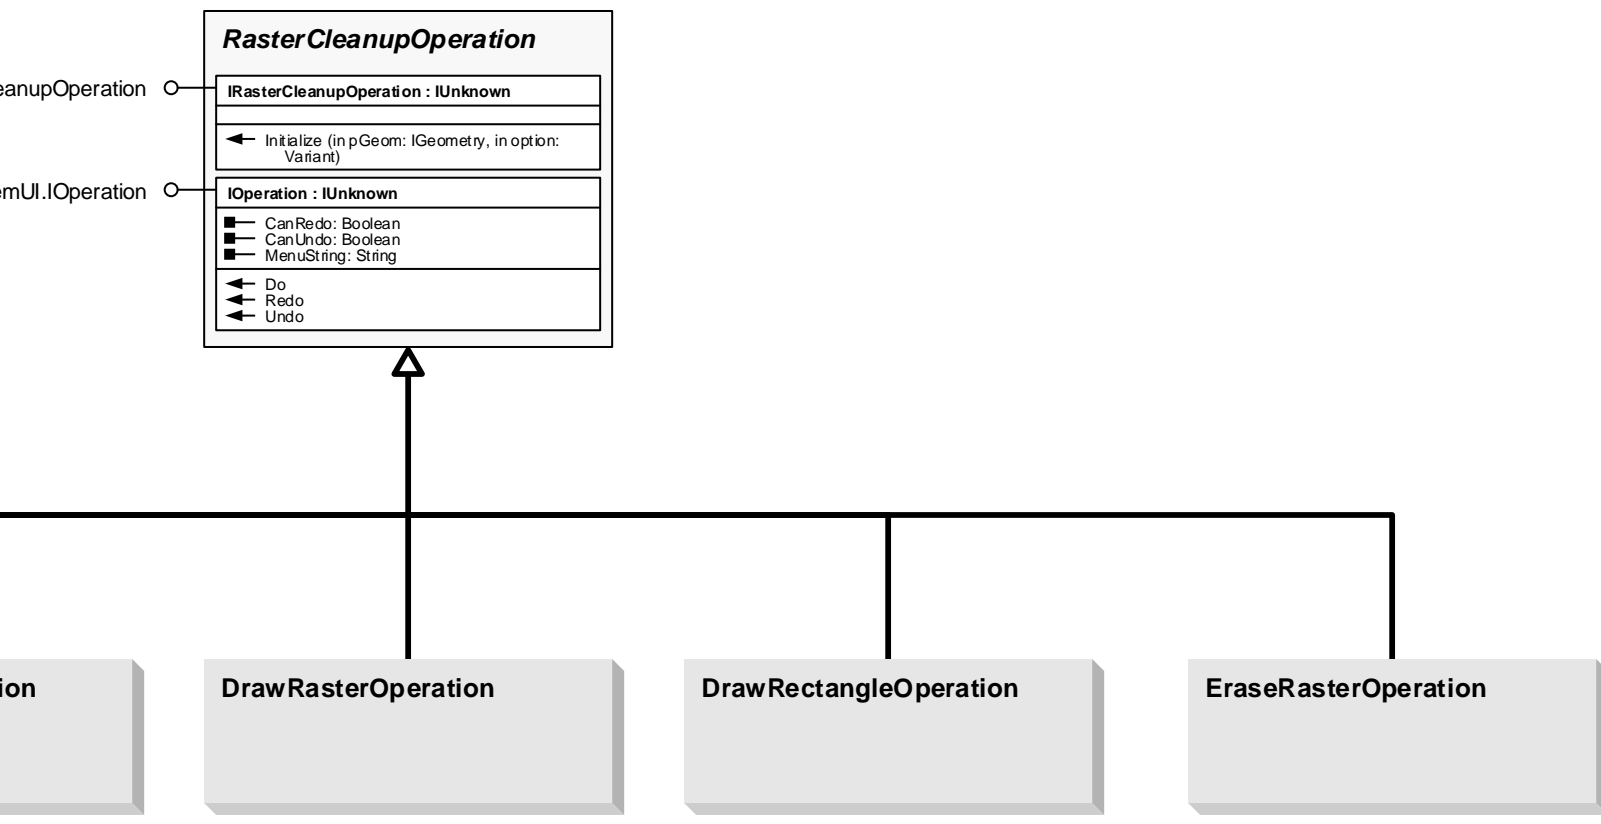 RasterCleanupOperation
eanupOperation
IRasterCleanupOperation : IUnknown
Initialize (in pGeom: IGeometry, in option:
Variant)
emUI.IOperation
IOperation : IUnknown
CanRedo: Boolean
CanUndo: Boolean
MenuString: String
Do
Redo
Undo
ion
DrawRasterOperation
DrawRectangleOperation
EraseRasterOperation